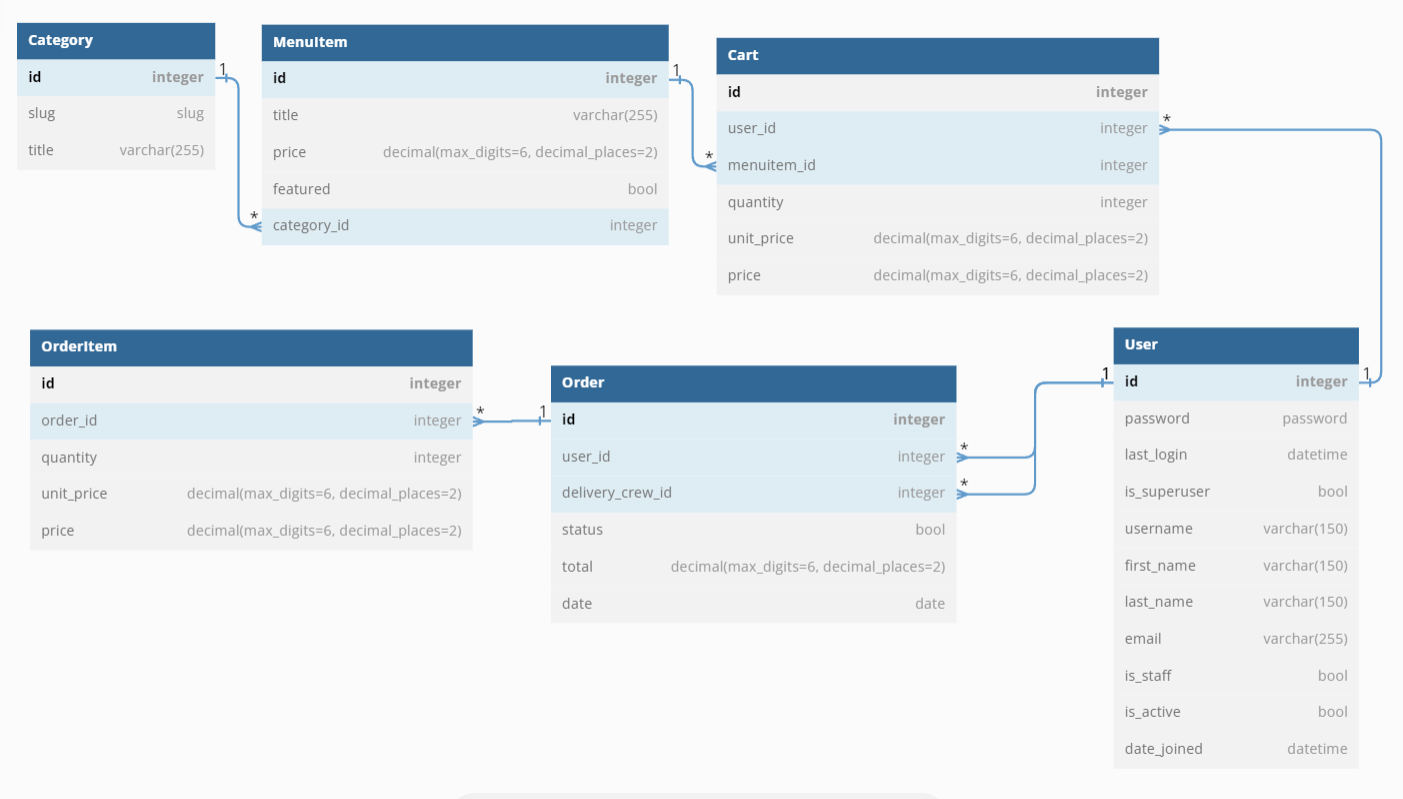 Category
id integer
slug slug
title varchar(255)
1
*
MenuItem
id integer
title varchar(255)
price decimal(max_digits=6, decimal_places=2)
featured bool
category_id integer
1
*
Cart
id integer
user_id integer
menuitem_id integer
quantity integer
unit_price decimal(max_digits=6, decimal_places=2)
price decimal(max_digits=6, decimal_places=2)
*
OrderItem
id integer
order_id integer
quantity integer
unit_price decimal(max_digits=6, decimal_places=2)
price decimal(max_digits=6, decimal_places=2)
*
1
Order
id integer
user_id integer
delivery_crew_id integer
status bool
total decimal(max_digits=6, decimal_places=2)
date date
*
*
1
User
id integer
password password
last_login datetime
is_superuser bool
username varchar(150)
first_name varchar(150)
last_name varchar(150)
email varchar(255)
is_staff bool
is_active bool
date_joined datetime
1